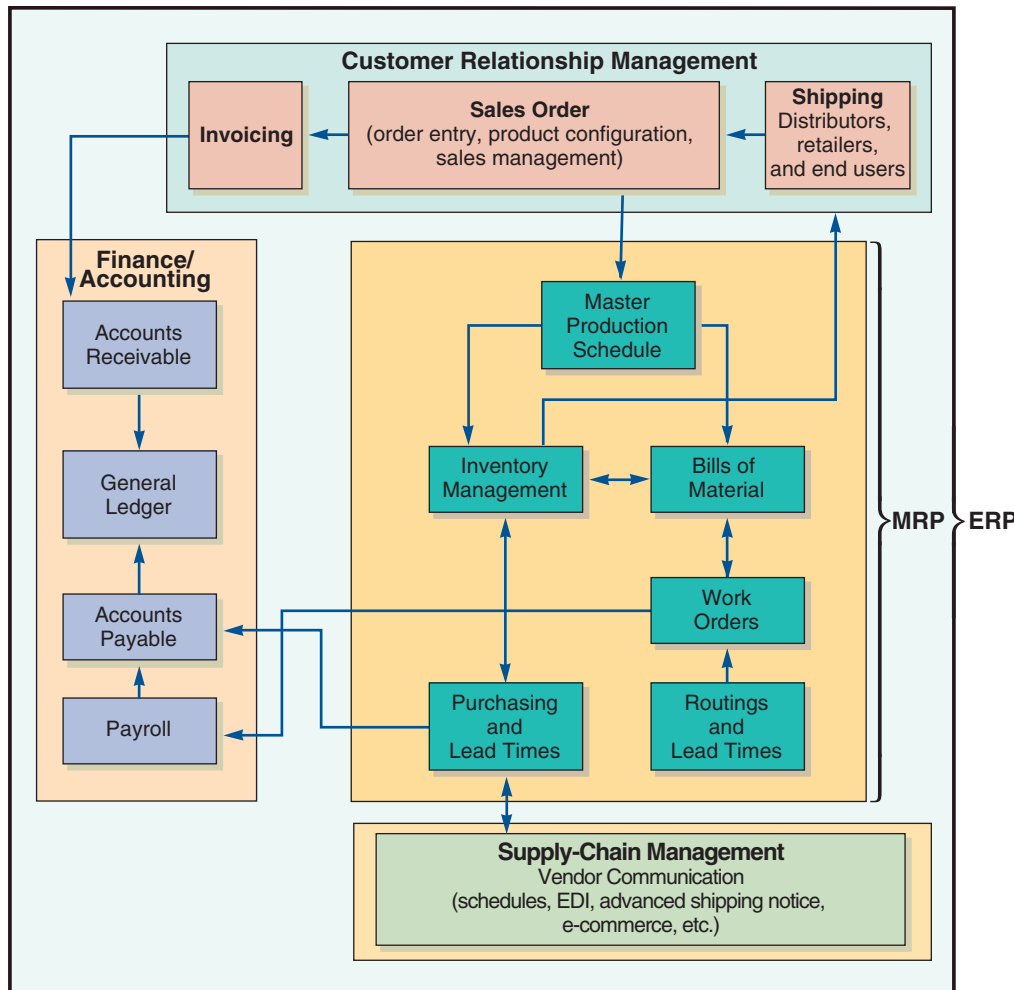 Customer Relationship Management
Invoicing
Sales Order
(order entry, product configuration,
sales management)
Shipping
Distributors,
retailers,
and end users
Finance/
Accounting
Accounts
Receivable
General
Ledger
Accounts
Payable
Payroll
Master
Production
Schedule
Inventory
Management
Bills of
Material
Work
Orders
Purchasing
and
Lead Times
Routings
and
Lead Times
MRP
ERP
Supply-Chain Management
Vendor Communication
(schedules, EDI, advanced shipping notice,
e-commerce, etc.)